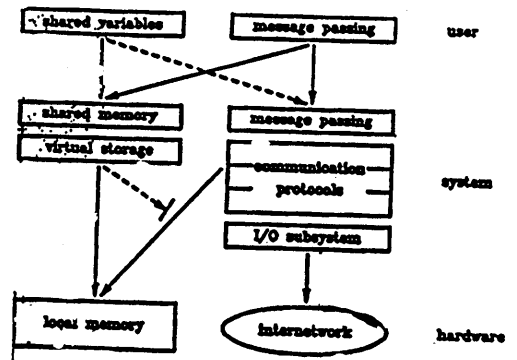 shared variables
message passing
user
shared memory
message passing
virtual storage
communication
protocols
system
I/O subsystem
local memory
internetwork
hardware